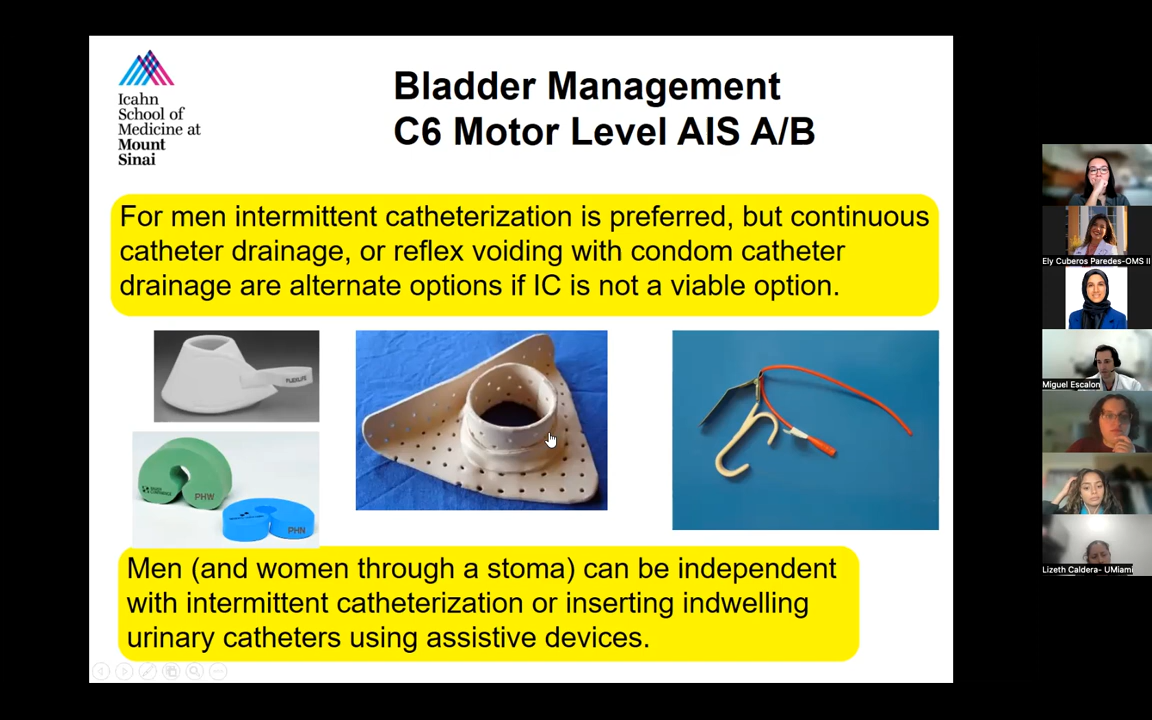 Icahn
School of
Medicine at
Mount
Sinai
Bladder Management
C6 Motor Level AIS A/B
For men intermittent catheterization is preferred, but continuous
catheter drainage, or reflex voiding with condom catheter
drainage are alternate options if IC is not a viable option.
PHW
PHN
Men (and women through a stoma) can be independent
with intermittent catheterization or inserting indwelling
urinary catheters using assistive devices.
Ely Cuberos Paredes-OMS II
Miguel Escalon
Lizeth Caldera- UMiami